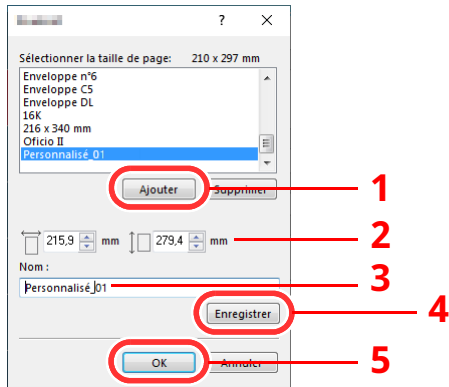 ?
Sélectionner la taille de page: 210 x 297 mm
Enveloppe n°6
Enveloppe C5
Enveloppe DL
16K
216 x 340 mm
Oficio II
Personnalisé_01
Ajouter Supprimer 1
215,9 mm 279,4 mm 2
Nom :
Personnalisé_01 3
Enregistrer 4
OK Annuler 5